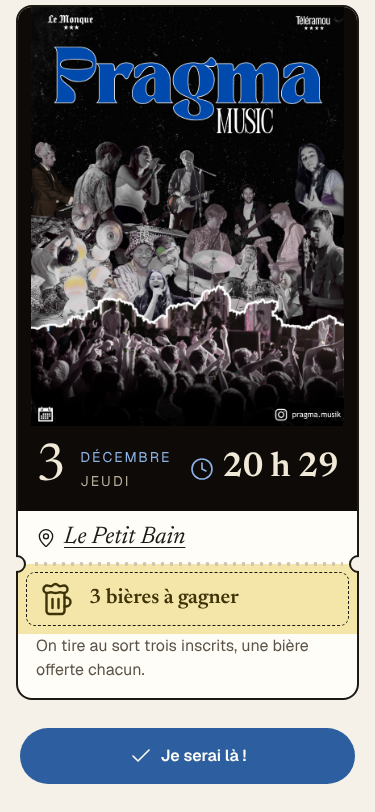 Le Monque
★★★
Téléramou
★★★★
Pragma
MUSIC
pragma.musik
3
DÉCEMBRE
JEUDI
20 h 29
Le Petit Bain
3 bières à gagner
On tire au sort trois inscrits, une bière
offerte chacun.
Je serai là !